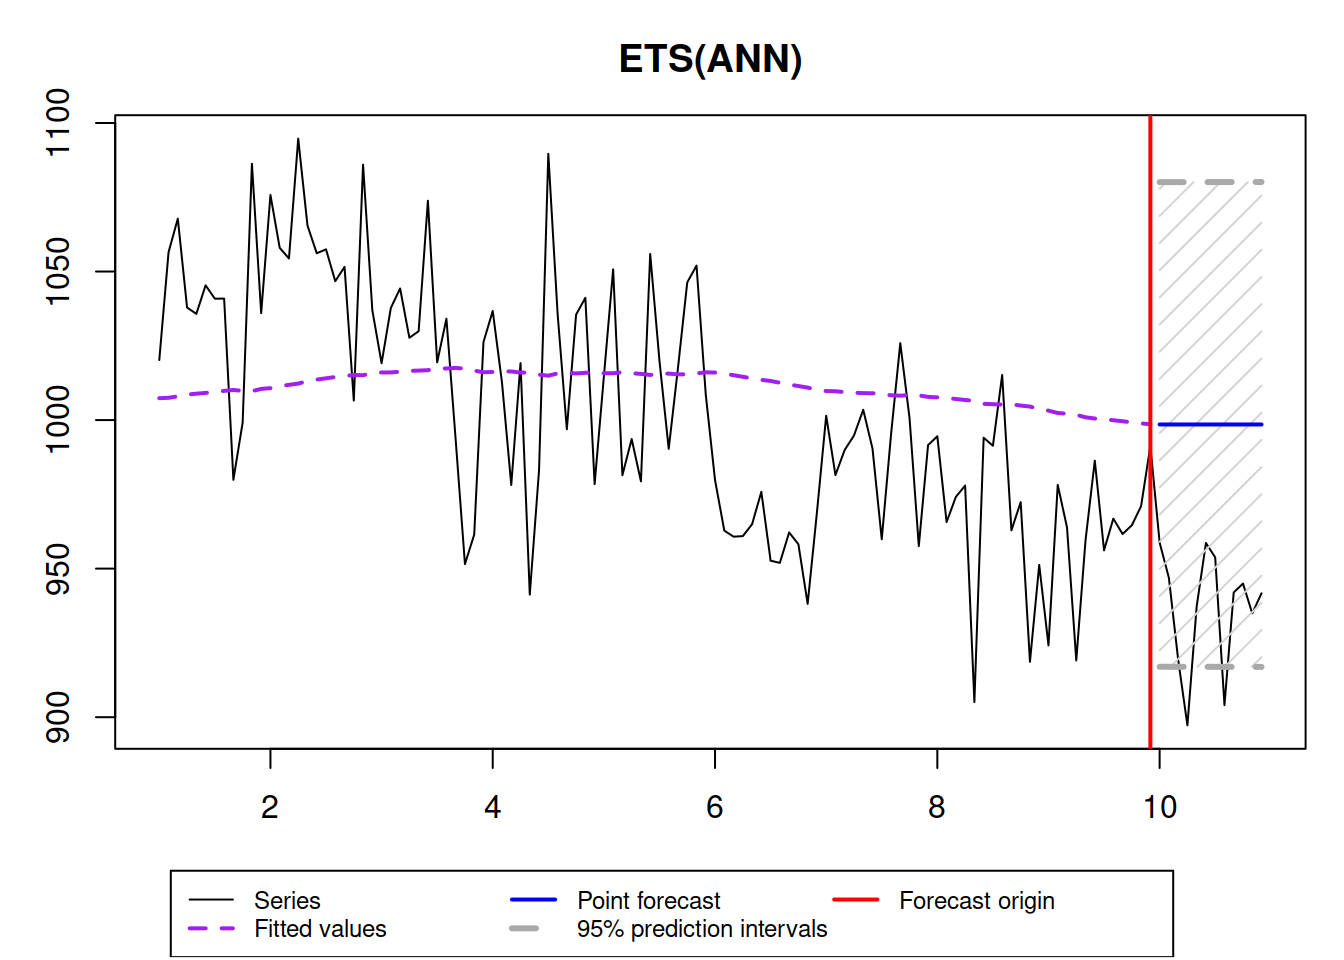 ETS(ANN)
1100
1050
1000
950
900
2 4 6 8 10
Series Point forecast Forecast origin
Fitted values 95% prediction intervals